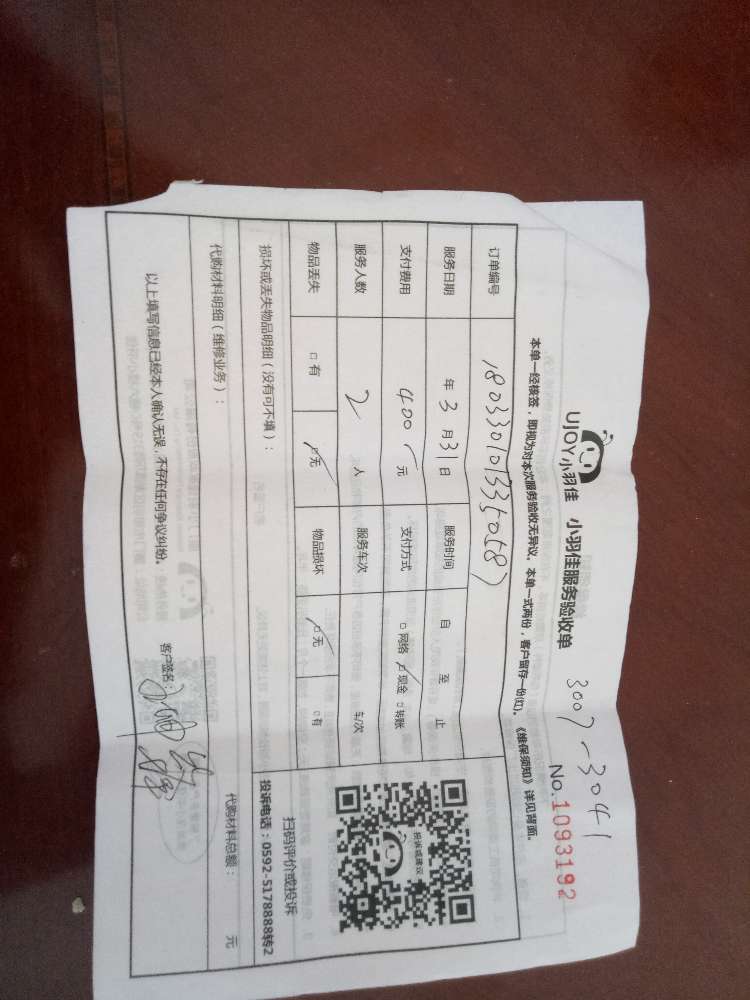 UJOY小羽佳 小羽佳服务验收单
3007-3041
No.1093192
本单一经核签，即视为对本次服务验收无异议。本单一式两份，客户留存一份(红)。《维保须知》详见背面。
订单编号 180330101335058)
服务日期 年 3 月 31 日 服务时间 自 至 止
支付费用 400 元 支付方式 □网络 ☑现金 □转账
服务人数 2 人 服务车次 车/次
物品丢失 □有 ☑无 物品损坏 ☑无 □有
损坏或丢失物品明细（没有可不填）：
代购材料明细（维修业务）：
代购材料总额： 元
以上填写信息已经本人确认无误，不存在任何争议纠纷。 客户签名：
投诉或建议
扫码评价或投诉
投诉电话：0592-5178888转2